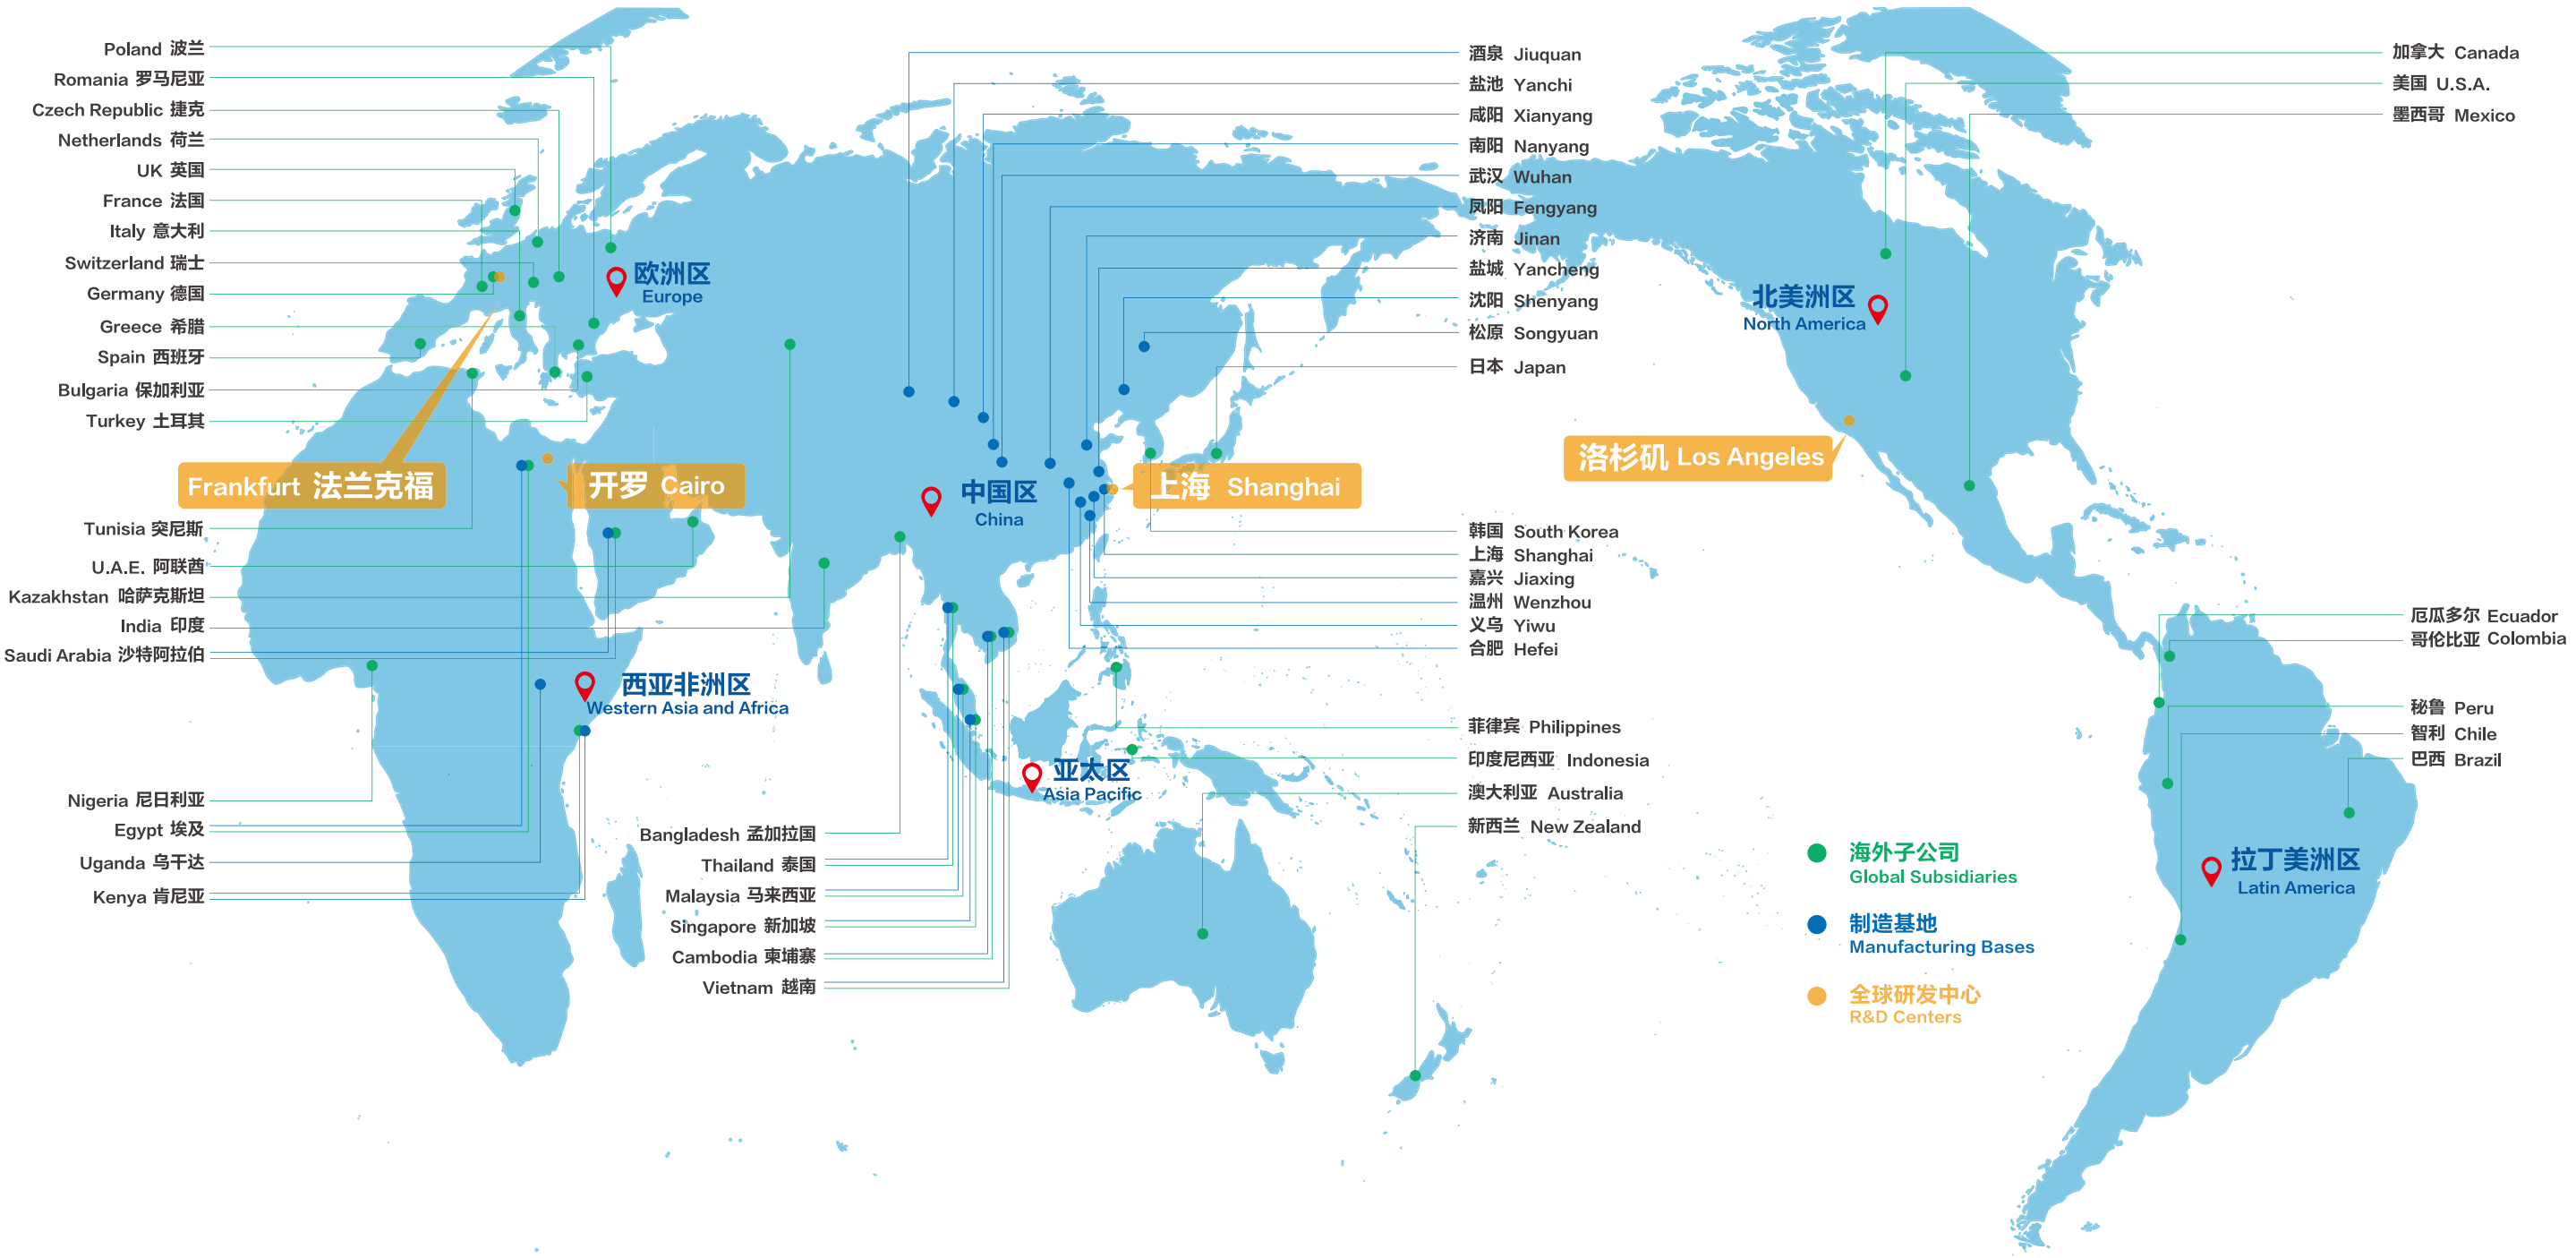 Poland 波兰
Romania 罗马尼亚
Czech Republic 捷克
Netherlands 荷兰
UK 英国
France 法国
Italy 意大利
Switzerland 瑞士
Germany 德国
Greece 希腊
Spain 西班牙
Bulgaria 保加利亚
Turkey 土耳其
Frankfurt 法兰克福
开罗 Cairo
Tunisia 突尼斯
U.A.E. 阿联酋
Kazakhstan 哈萨克斯坦
India 印度
Saudi Arabia 沙特阿拉伯
Nigeria 尼日利亚
Egypt 埃及
Uganda 乌干达
Kenya 肯尼亚
欧洲区
Europe
西亚非洲区
Western Asia and Africa
中国区
China
上海 Shanghai
亚太区
Asia Pacific
Bangladesh 孟加拉国
Thailand 泰国
Malaysia 马来西亚
Singapore 新加坡
Cambodia 柬埔寨
Vietnam 越南
酒泉 Jiuquan
盐池 Yanchi
咸阳 Xianyang
南阳 Nanyang
武汉 Wuhan
凤阳 Fengyang
济南 Jinan
盐城 Yancheng
沈阳 Shenyang
松原 Songyuan
日本 Japan
韩国 South Korea
上海 Shanghai
嘉兴 Jiaxing
温州 Wenzhou
义乌 Yiwu
合肥 Hefei
菲律宾 Philippines
印度尼西亚 Indonesia
澳大利亚 Australia
新西兰 New Zealand
洛杉矶 Los Angeles
北美洲区
North America
加拿大 Canada
美国 U.S.A.
墨西哥 Mexico
厄瓜多尔 Ecuador
哥伦比亚 Colombia
秘鲁 Peru
智利 Chile
巴西 Brazil
拉丁美洲区
Latin America
海外子公司
Global Subsidiaries
制造基地
Manufacturing Bases
全球研发中心
R&D Centers